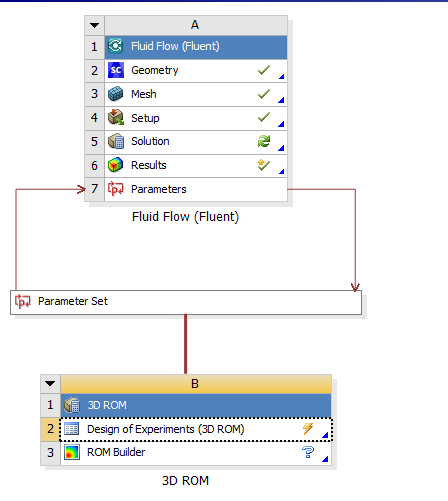 A
1 Fluid Flow (Fluent)
2 SC Geometry
3 Mesh
4 Setup
5 Solution
6 Results
7 Parameters
Fluid Flow (Fluent)
Parameter Set
B
1 3D ROM
2 Design of Experiments (3D ROM)
3 ROM Builder
3D ROM